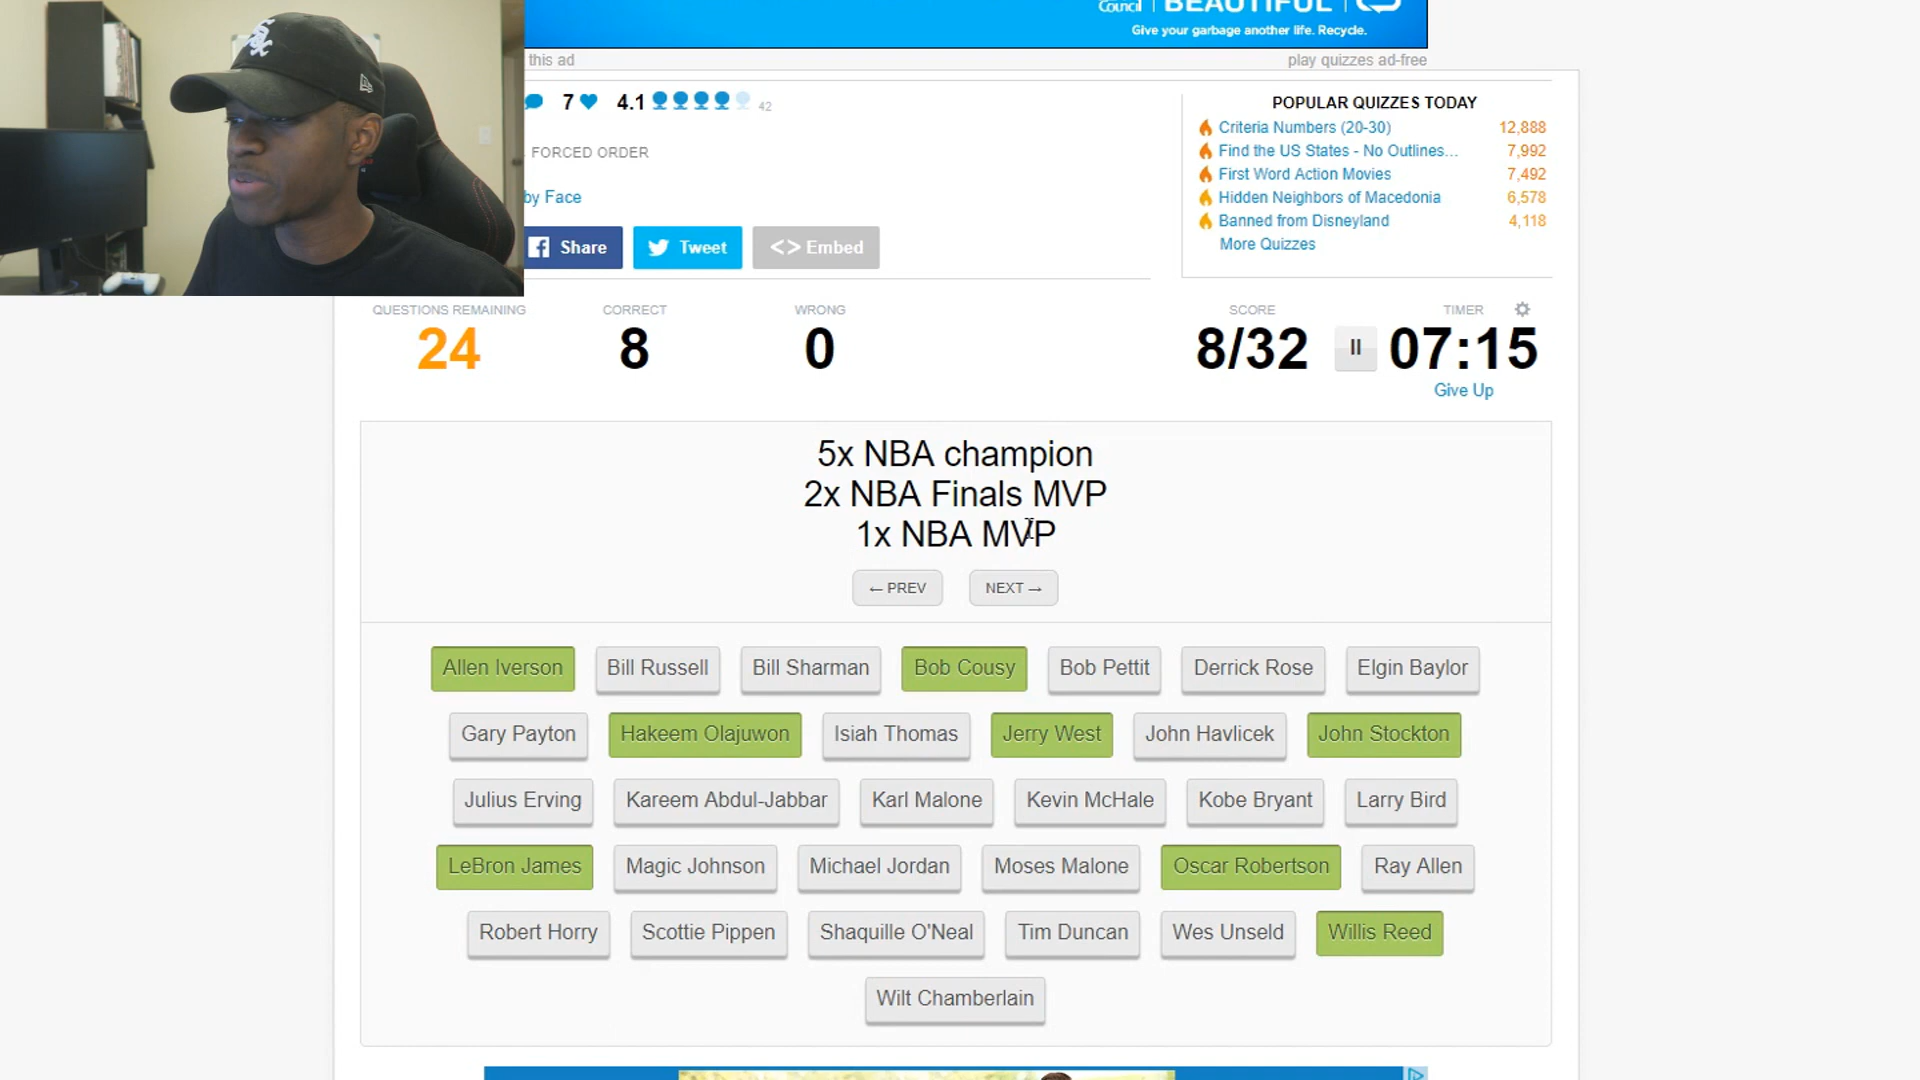 Council | BEAUTIFUL |
Give your garbage another life. Recycle.
this ad
play quizzes ad-free
7 4.1 42
FORCED ORDER
by Face
Share
Tweet
<> Embed
POPULAR QUIZZES TODAY
Criteria Numbers (20-30) 12,888
Find the US States - No Outlines... 7,992
First Word Action Movies 7,492
Hidden Neighbors of Macedonia 6,578
Banned from Disneyland 4,118
More Quizzes
QUESTIONS REMAINING CORRECT WRONG SCORE TIMER
24 8 0 8/32 07:15
Give Up
5x NBA champion
2x NBA Finals MVP
1x NBA MVP
← PREV NEXT →
Allen Iverson Bill Russell Bill Sharman Bob Cousy Bob Pettit Derrick Rose Elgin Baylor
Gary Payton Hakeem Olajuwon Isiah Thomas Jerry West John Havlicek John Stockton
Julius Erving Kareem Abdul-Jabbar Karl Malone Kevin McHale Kobe Bryant Larry Bird
LeBron James Magic Johnson Michael Jordan Moses Malone Oscar Robertson Ray Allen
Robert Horry Scottie Pippen Shaquille O'Neal Tim Duncan Wes Unseld Willis Reed
Wilt Chamberlain